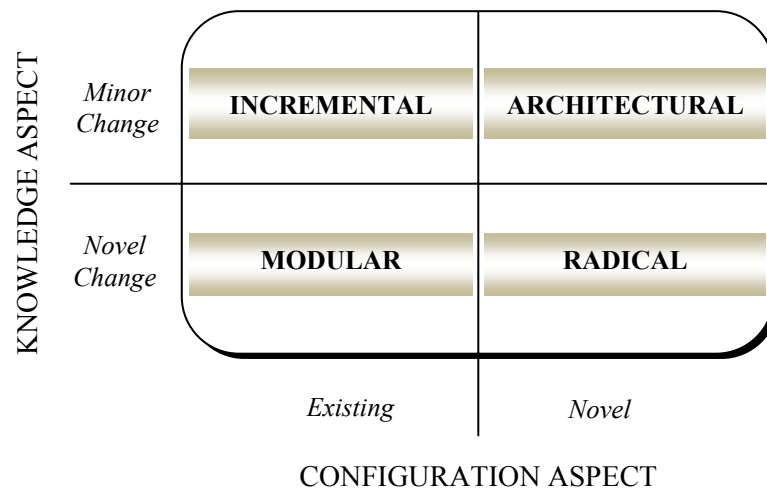 KNOWLEDGE ASPECT
Minor
Change
INCREMENTAL
ARCHITECTURAL
Novel
Change
MODULAR
RADICAL
Existing
Novel
CONFIGURATION ASPECT